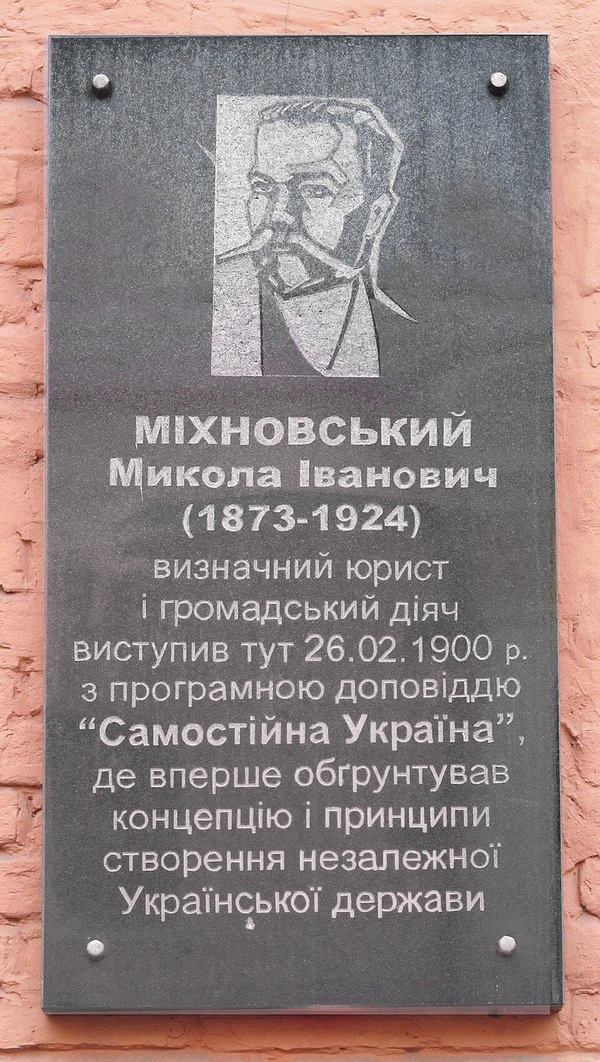 МІХНОВСЬКИЙ
Микола Іванович
(1873-1924)
визначний юрист
і громадський діяч
виступив тут 26.02.1900 р.
з програмною доповіддю
“Самостійна Україна”,
де вперше обґрунтував
концепцію і принципи
створення незалежної
Української держави